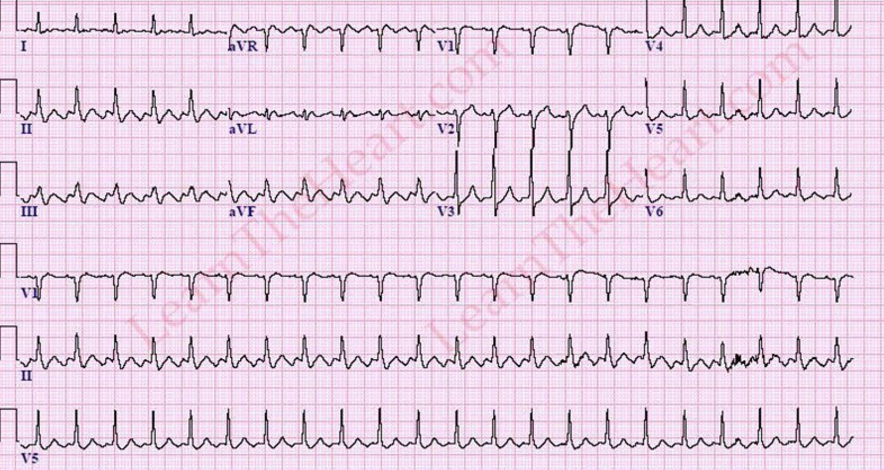 I aVR V1 V4
II aVL V2 V5
III aVF V3 V6
V1
II
V5
LearnTheHeart.com
LearnTheHeart.com